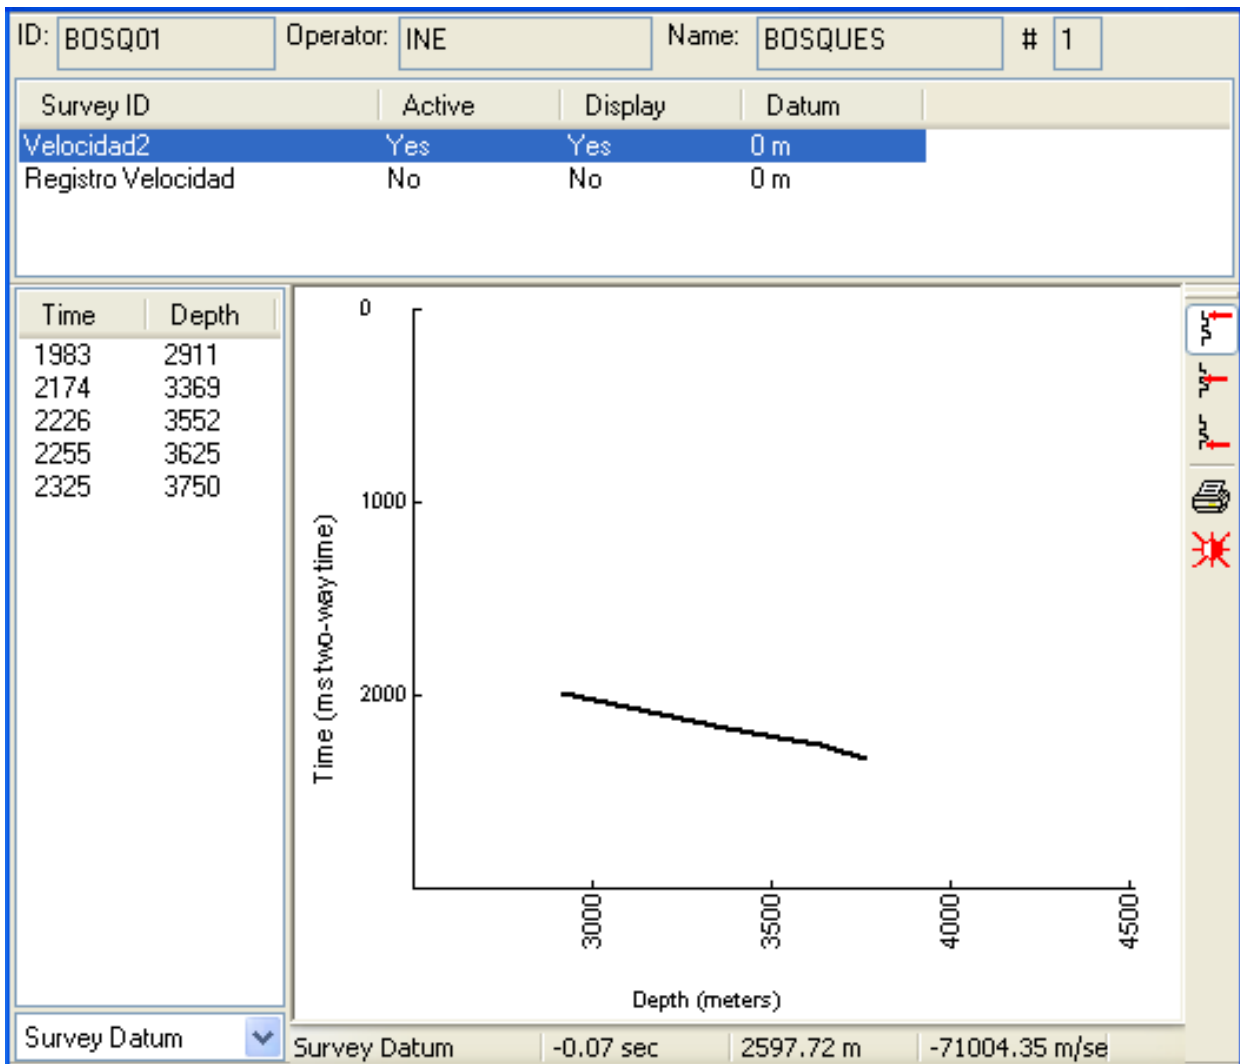 ID: BOSQ01 Operator: INE Name: BOSQUES # 1
Survey ID Active Display Datum
Velocidad2 Yes Yes 0 m
Registro Velocidad No No 0 m
Time Depth
1983 2911
2174 3369
2226 3552
2255 3625
2325 3750
0
1000
2000
Time (ms two-way time)
3000 3500 4000 4500
Depth (meters)
Survey Datum
Survey Datum -0.07 sec 2597.72 m -71004.35 m/se